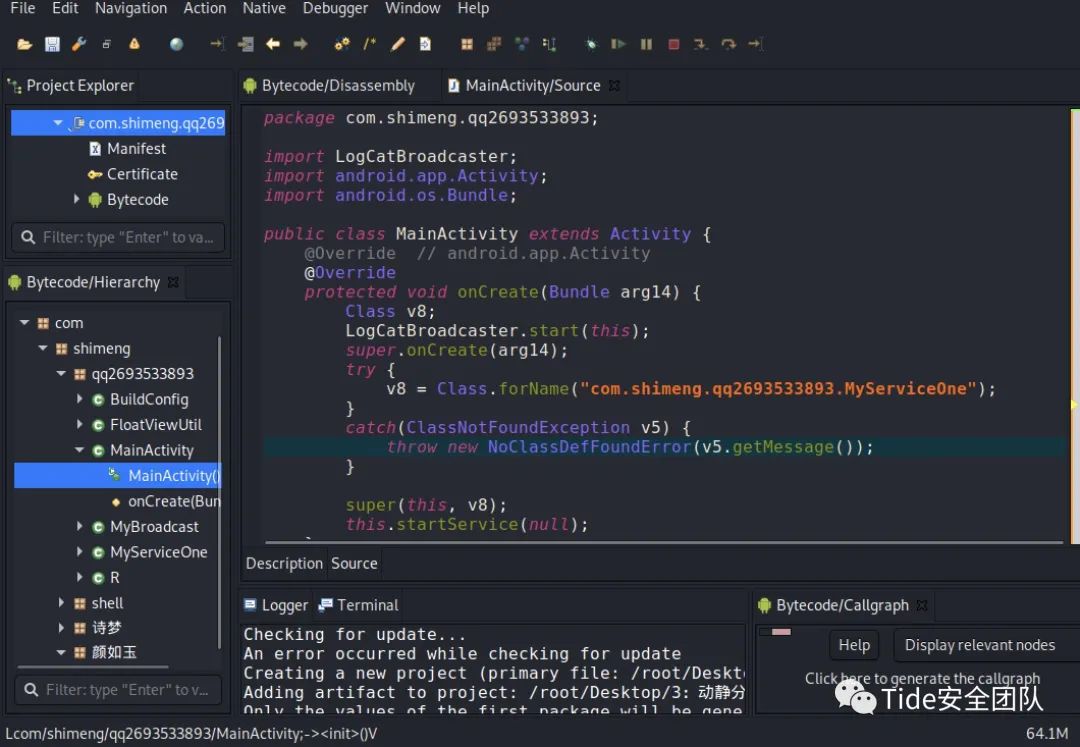 File Edit Navigation Action Native Debugger Window Help
Project Explorer
com.shimeng.qq269
Manifest
Certificate
Bytecode
Filter: type "Enter" to va...
Bytecode/Hierarchy
com
shimeng
qq2693533893
BuildConfig
FloatViewUtil
MainActivity
MainActivity()
onCreate(Bun
MyBroadcast
MyServiceOne
R
shell
诗梦
颜如玉
Filter: type "Enter" to v...
Bytecode/Disassembly MainActivity/Source
package com.shimeng.qq2693533893;
import LogCatBroadcaster;
import android.app.Activity;
import android.os.Bundle;
public class MainActivity extends Activity {
@Override // android.app.Activity
@Override
protected void onCreate(Bundle arg14) {
Class v8;
LogCatBroadcaster.start(this);
super.onCreate(arg14);
try {
v8 = Class.forName("com.shimeng.qq2693533893.MyServiceOne");
}
catch(ClassNotFoundException v5) {
throw new NoClassDefFoundError(v5.getMessage());
}
super(this, v8);
this.startService(null);
Description Source
Logger Terminal
Checking for update...
An error occurred while checking for update
Creating a new project (primary file: /root/Deskt
Adding artifact to project: /root/Desktop/3: 动静分
Only the values of the first package will be gene
Bytecode/Callgraph
Help Display relevant nodes
Click here to generate the callgraph
Tide安全团队
Lcom/shimeng/qq2693533893/MainActivity;-><init>()V 64.1M